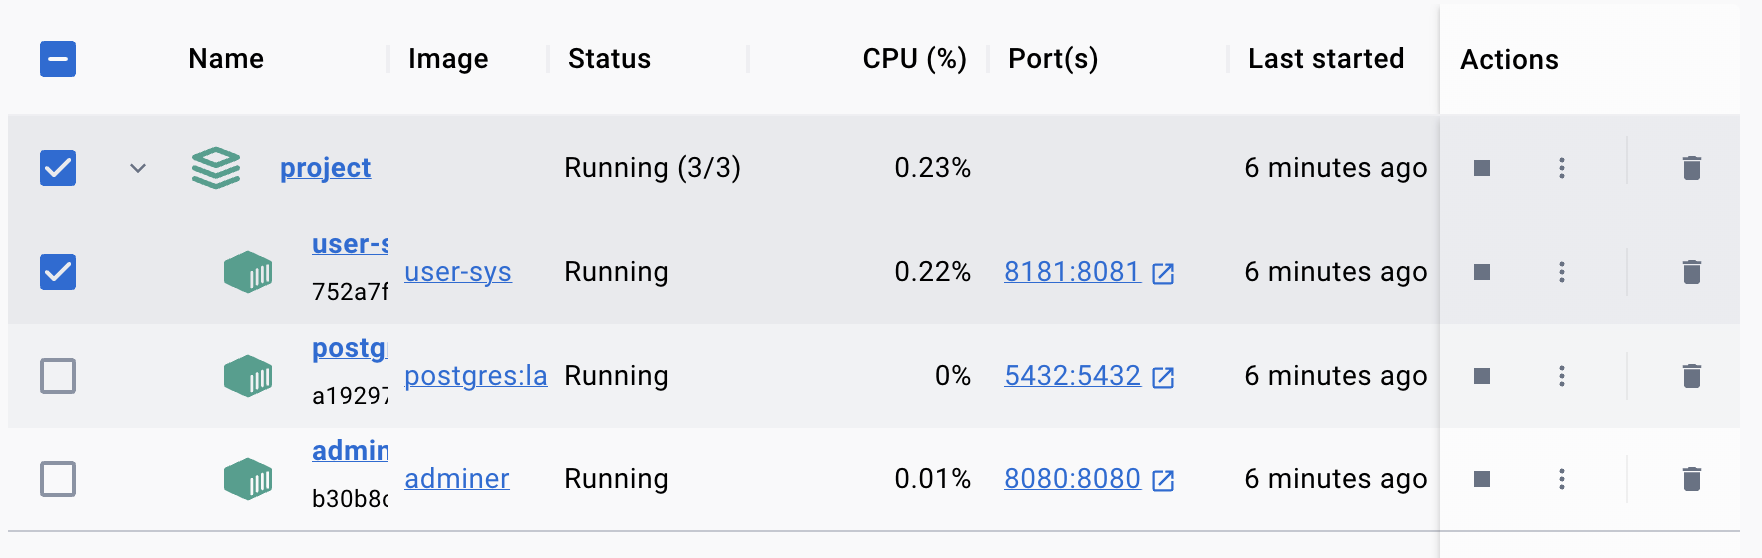 Name Image Status CPU (%) Port(s) Last started Actions
project Running (3/3) 0.23% 6 minutes ago
user-s
752a7f user-sys Running 0.22% 8181:8081 6 minutes ago
postg
a19297 postgres:la Running 0% 5432:5432 6 minutes ago
admin
b30b8c adminer Running 0.01% 8080:8080 6 minutes ago